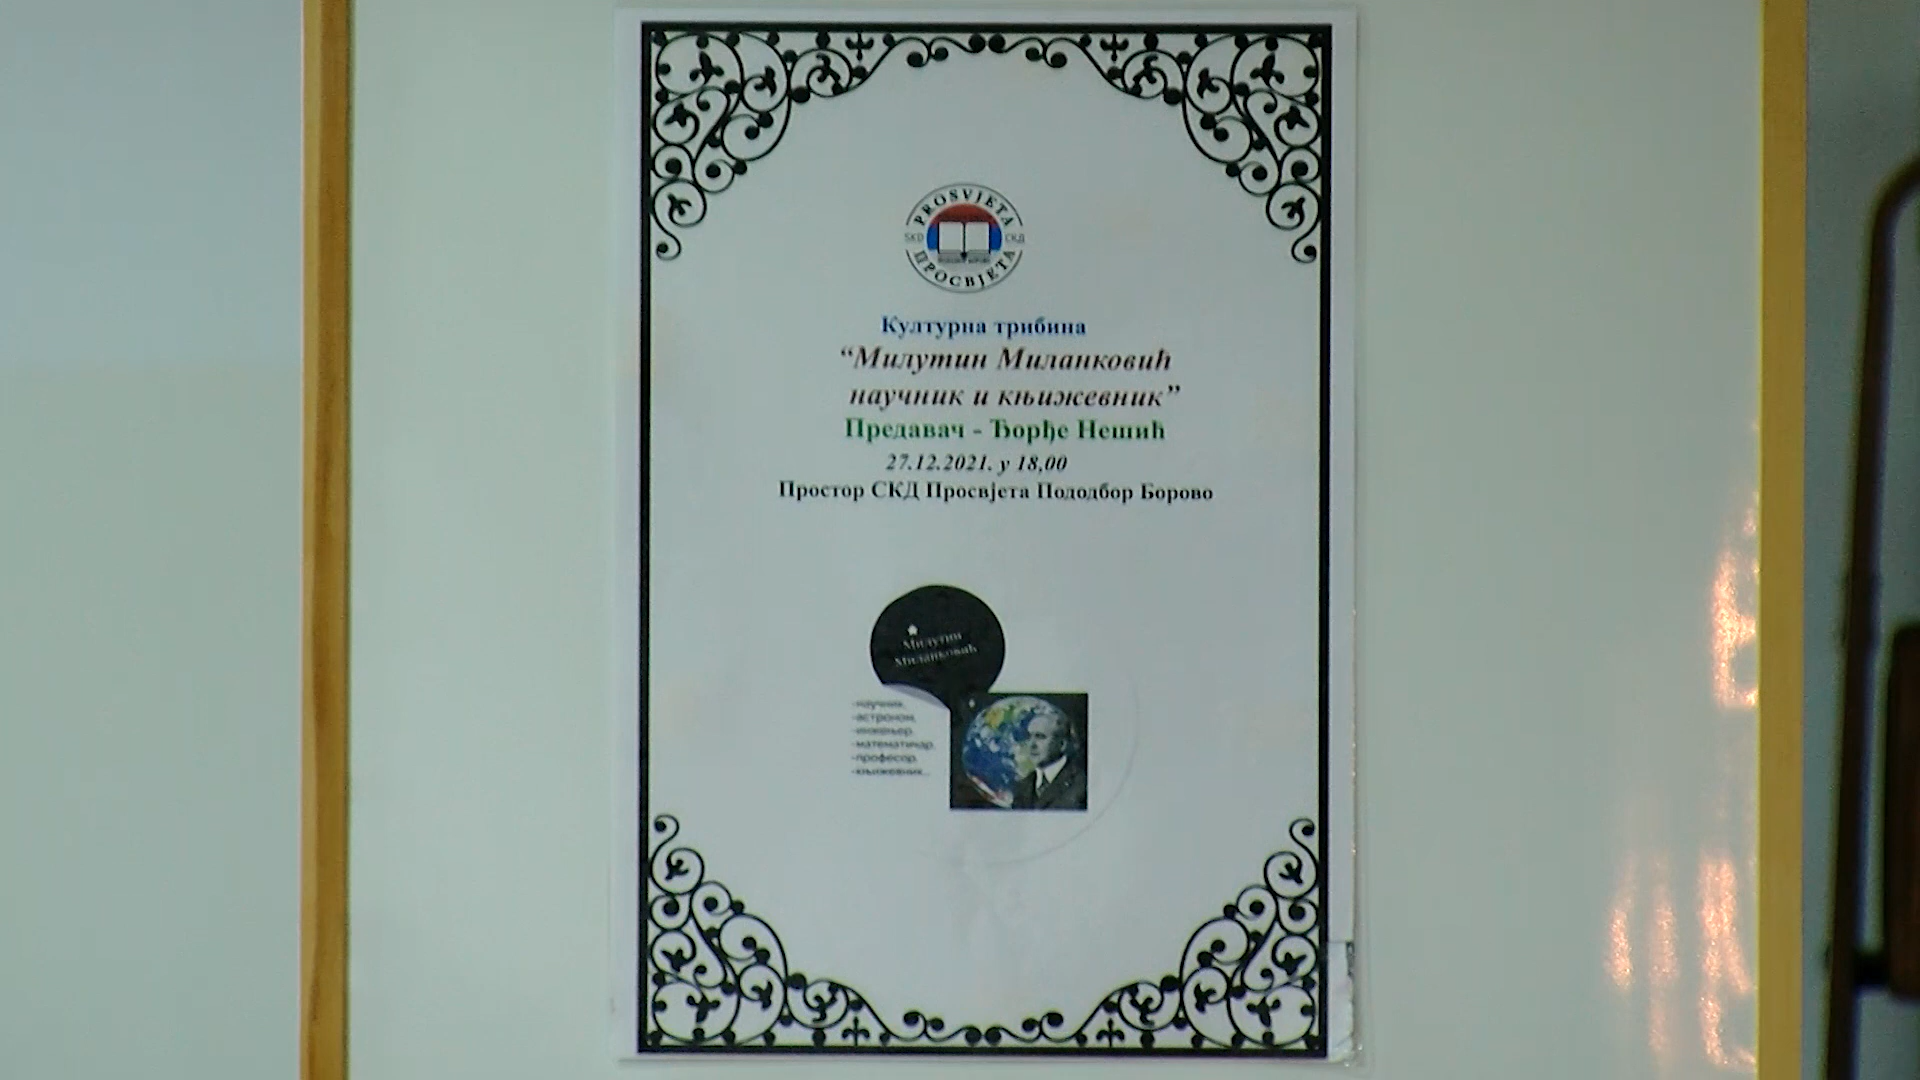 PROSVJETA
SKD СКД
ПРОСВЈЕТА
Културна трибина
“Милутин Миланковић
научник и књижевник”
Предавач - Ђорђе Нешић
27.12.2021. у 18,00
Простор СКД Просвјета Пододбор Борово
Милутин
Миланковић
-научник,
-астроном,
-инжењер,
-математичар,
-професор,
-књижевник...